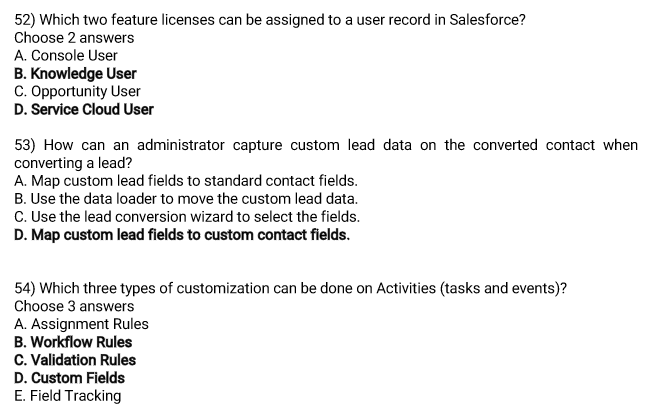 52) Which two feature licenses can be assigned to a user record in Salesforce?
Choose 2 answers
A. Console User
B. Knowledge User
C. Opportunity User
D. Service Cloud User
53) How can an administrator capture custom lead data on the converted contact when
converting a lead?
A. Map custom lead fields to standard contact fields.
B. Use the data loader to move the custom lead data.
C. Use the lead conversion wizard to select the fields.
D. Map custom lead fields to custom contact fields.
54) Which three types of customization can be done on Activities (tasks and events)?
Choose 3 answers
A. Assignment Rules
B. Workflow Rules
C. Validation Rules
D. Custom Fields
E. Field Tracking